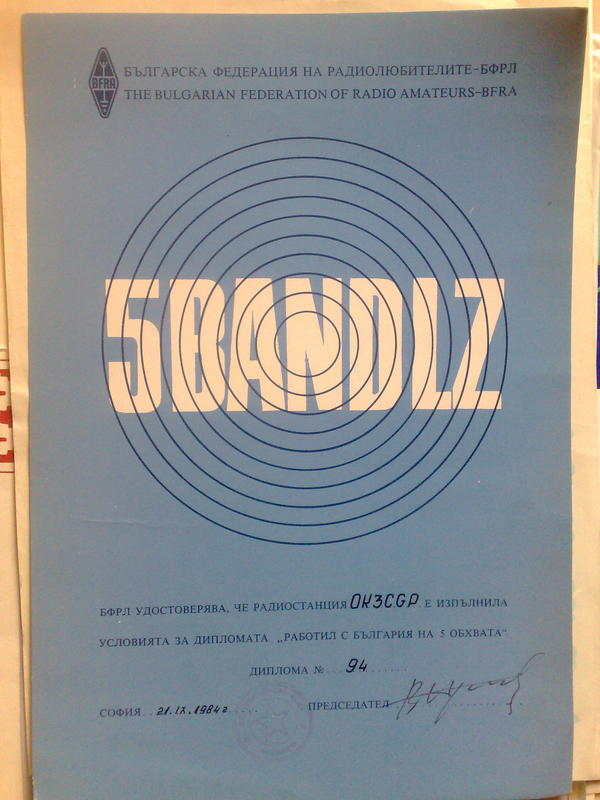 BFRA
БЪЛГАРСКА ФЕДЕРАЦИЯ НА РАДИОЛЮБИТЕЛИТЕ-БФРЛ
THE BULGARIAN FEDERATION OF RADIO AMATEURS-BFRA
5BANDLZ
БФРЛ УДОСТОВЕРЯВА, ЧЕ РАДИОСТАНЦИЯ OK3CGP Е ИЗПЪЛНИЛА
УСЛОВИЯТА ЗА ДИПЛОМАТА „РАБОТИЛ С БЪЛГАРИЯ НА 5 ОБХВАТА“
ДИПЛОМА № 94
СОФИЯ 21.IX.1984г ПРЕДСЕДАТЕЛ